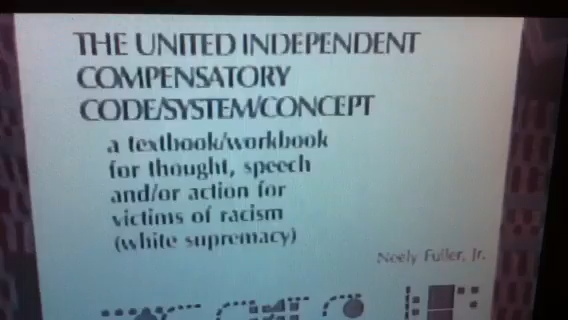 THE UNITED INDEPENDENT
COMPENSATORY
CODE/SYSTEM/CONCEPT
a textbook/workbook
for thought, speech
and/or action for
victims of racism
(white supremacy)
Neely Fuller, Jr.